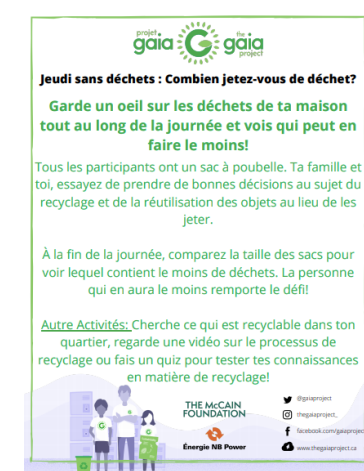 projet gaia G the gaia project
Jeudi sans déchets : Combien jetez-vous de déchet?
Garde un oeil sur les déchets de ta maison
tout au long de la journée et vois qui peut en
faire le moins!
Tous les participants ont un sac à poubelle. Ta famille et
toi, essayez de prendre de bonnes décisions au sujet du
recyclage et de la réutilisation des objets au lieu de les
jeter.
À la fin de la journée, comparez la taille des sacs pour
voir lequel contient le moins de déchets. La personne
qui en aura le moins remporte le défi!
Autre Activités: Cherche ce qui est recyclable dans ton
quartier, regarde une vidéo sur le processus de
recyclage ou fais un quiz pour tester tes connaissances
en matière de recyclage!
THE McCAIN
FOUNDATION
Énergie NB Power
@gaiaproject
thegaiaproject_
facebook.com/gaiaproject
www.thegaiaproject.ca